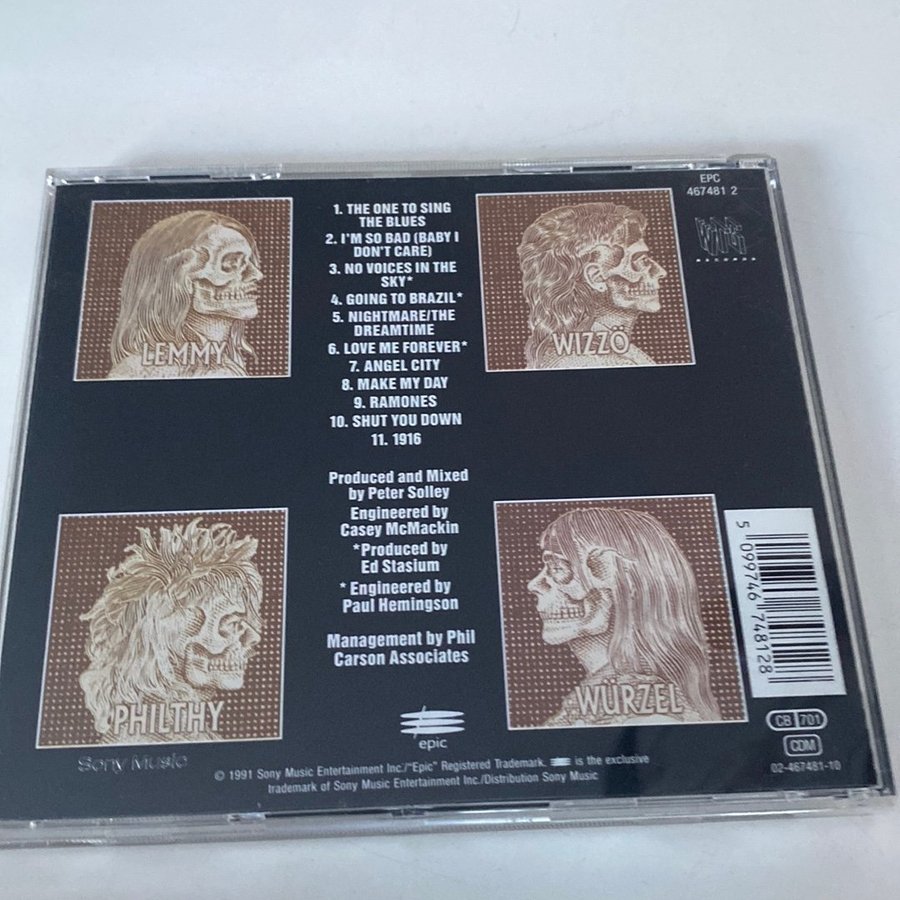 EPC
467481 2
WTG
RECORDS
LEMMY
WIZZÖ
1. THE ONE TO SING
THE BLUES
2. I'M SO BAD (BABY I
DON'T CARE)
3. NO VOICES IN THE
SKY*
4. GOING TO BRAZIL*
5. NIGHTMARE/THE
DREAMTIME
6. LOVE ME FOREVER*
7. ANGEL CITY
8. MAKE MY DAY
9. RAMONES
10. SHUT YOU DOWN
11. 1916
Produced and Mixed
by Peter Solley
Engineered by
Casey McMackin
*Produced by
Ed Stasium
* Engineered by
Paul Hemingson
Management by Phil
Carson Associates
PHILTHY
WÜRZEL
5 099746 748128
CB 701
CDM
02-467481-10
epic
Sony Music
© 1991 Sony Music Entertainment Inc./"Epic" Registered Trademark. is the exclusive
trademark of Sony Music Entertainment Inc./Distribution Sony Music